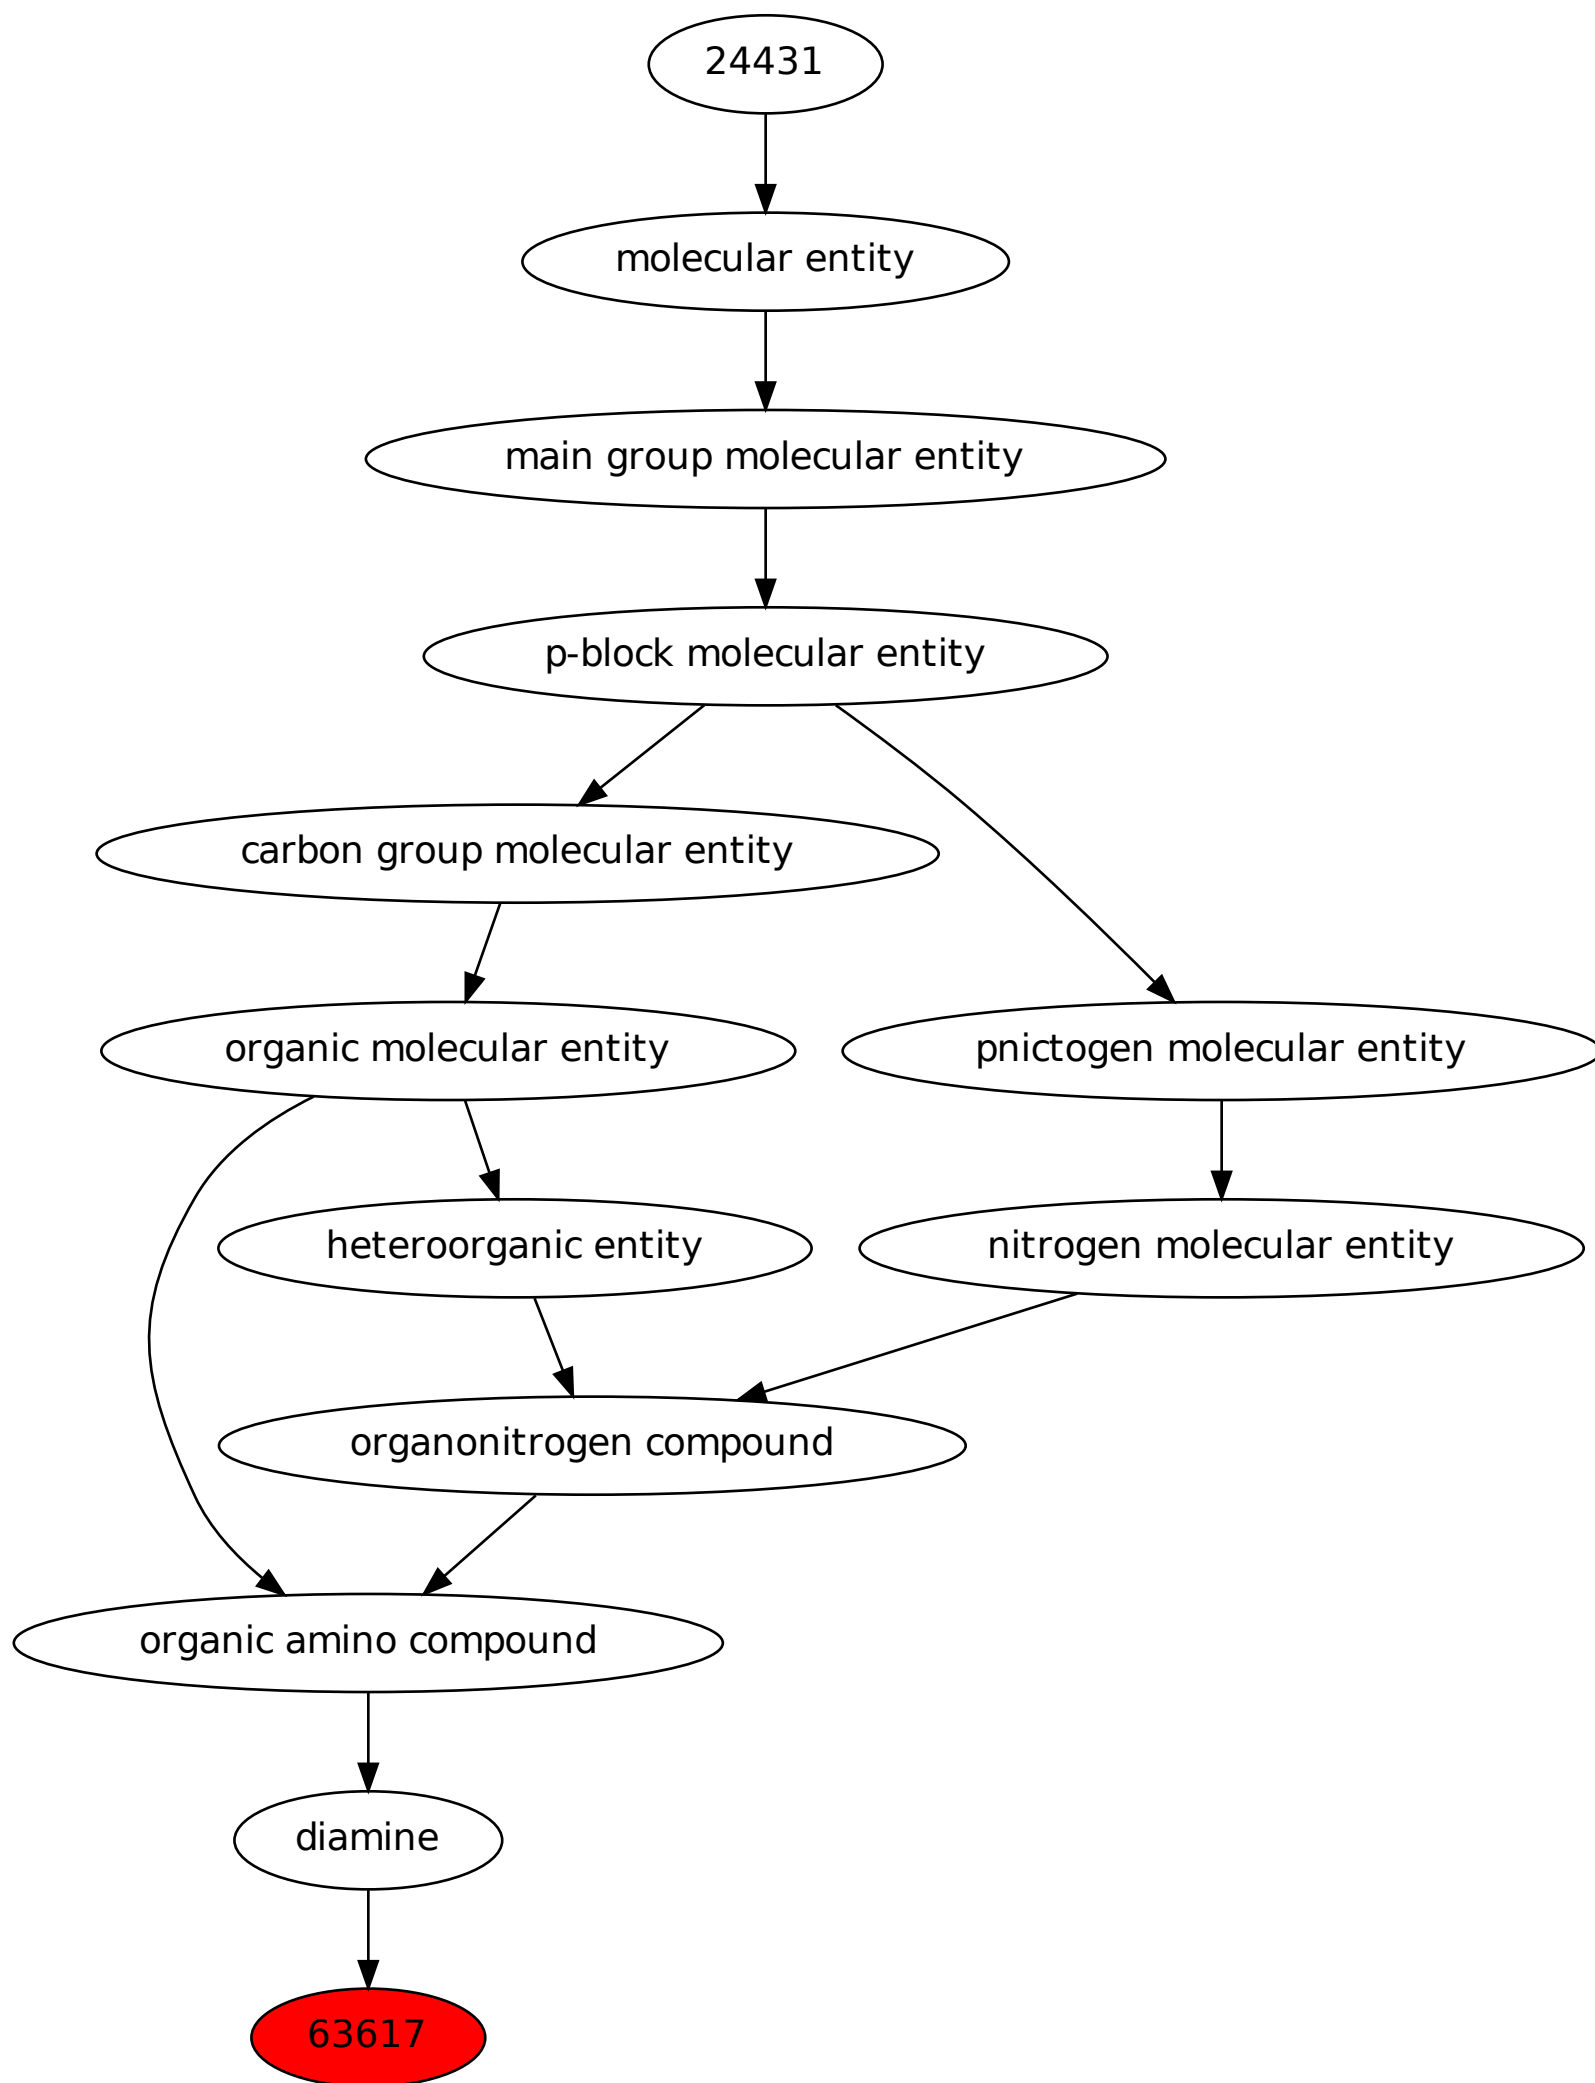 24431
molecular entity
main group molecular entity
p-block molecular entity
carbon group molecular entity
organic molecular entity
pnictogen molecular entity
heteroorganic entity
nitrogen molecular entity
organonitrogen compound
organic amino compound
diamine
63617